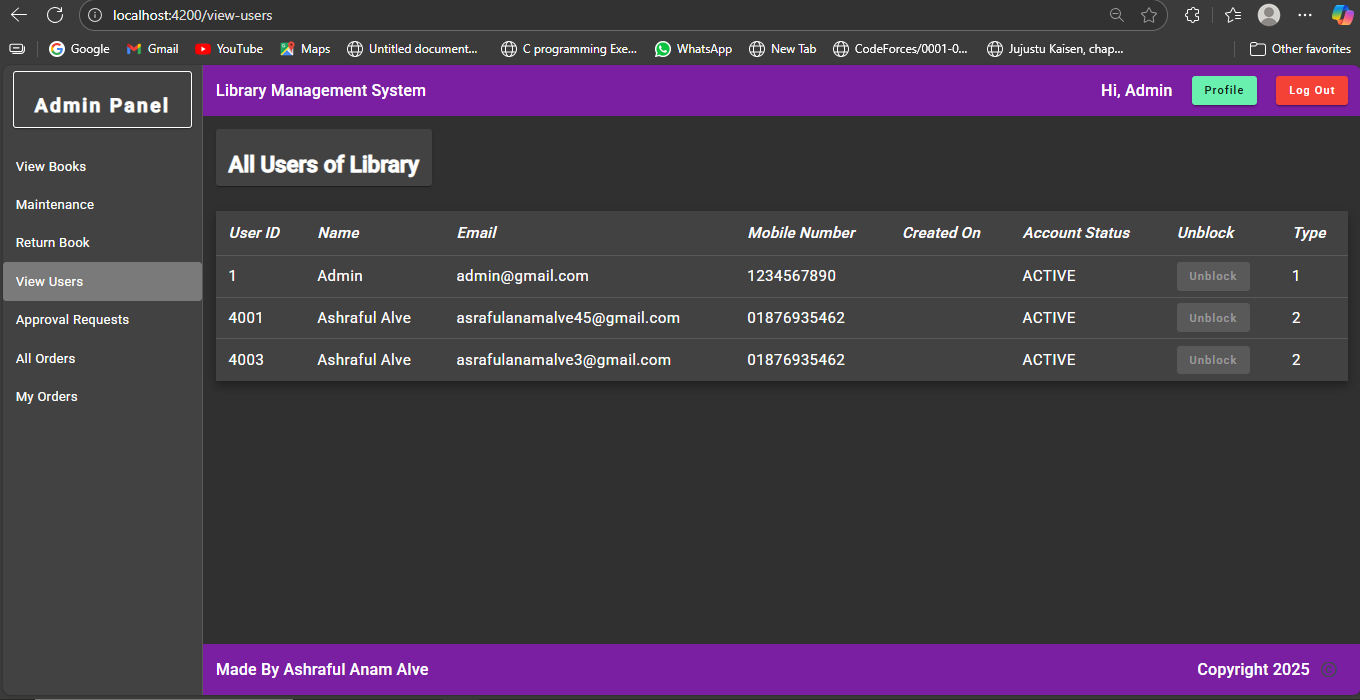 localhost:4200/view-users
Google Gmail YouTube Maps Untitled document... C programming Exe... WhatsApp New Tab CodeForces/0001-0... Jujustu Kaisen, chap... Other favorites
Admin Panel
Library Management System Hi, Admin Profile Log Out
View Books
Maintenance
Return Book
View Users
Approval Requests
All Orders
My Orders
All Users of Library
User ID Name Email Mobile Number Created On Account Status Unblock Type
1 Admin admin@gmail.com 1234567890 ACTIVE Unblock 1
4001 Ashraful Alve asrafulanamalve45@gmail.com 01876935462 ACTIVE Unblock 2
4003 Ashraful Alve asrafulanamalve3@gmail.com 01876935462 ACTIVE Unblock 2
Made By Ashraful Anam Alve Copyright 2025 ©